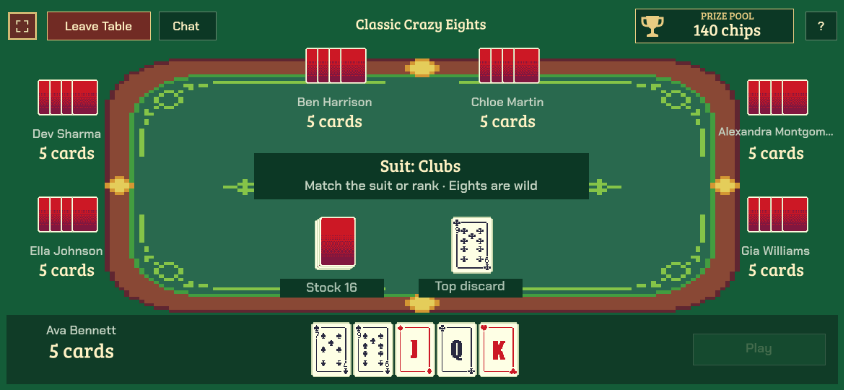 Leave Table
Chat
Classic Crazy Eights
PRIZE POOL
140 chips
?
Dev Sharma
5 cards
Ben Harrison
5 cards
Chloe Martin
5 cards
Alexandra Montgom...
5 cards
Suit: Clubs
Match the suit or rank · Eights are wild
Ella Johnson
5 cards
Gia Williams
5 cards
9
9
Stock 16
Top discard
Ava Bennett
5 cards
J
Q
K
Play